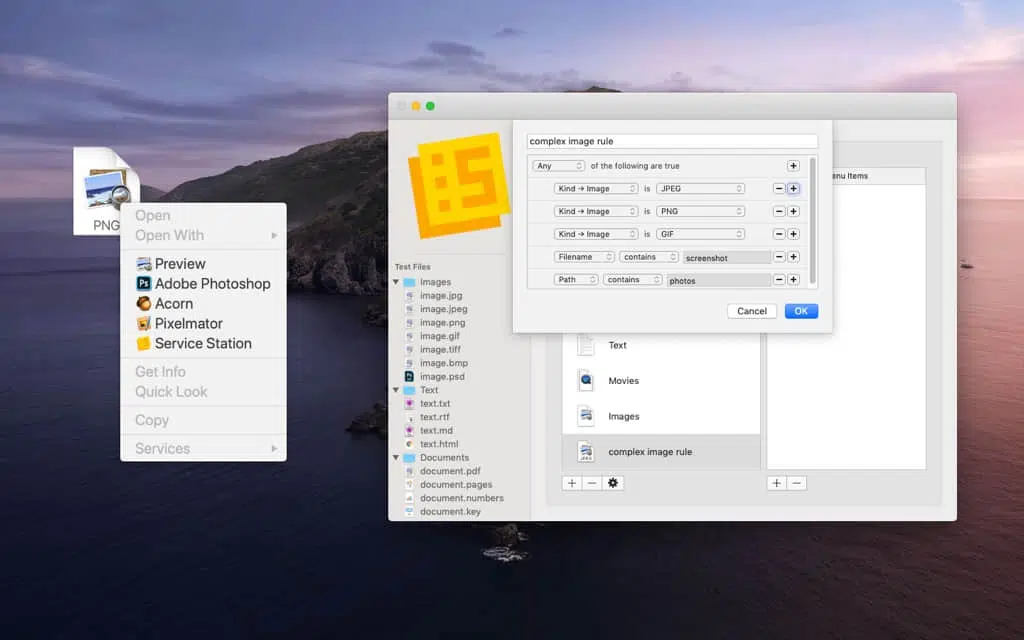 PNG
Open
Open With
Preview
Adobe Photoshop
Acorn
Pixelmator
Service Station
Get Info
Quick Look
Copy
Services
:S
Test Files
Images
image.jpg
image.jpeg
image.png
image.gif
image.tiff
image.bmp
image.psd
Text
text.txt
text.rtf
text.md
text.html
Documents
document.pdf
document.pages
document.numbers
document.key
complex image rule
Any of the following are true
Kind → Image is JPEG
Kind → Image is PNG
Kind → Image is GIF
Filename contains screenshot
Path contains photos
Cancel OK
enu Items
Text
Movies
Images
JPEG
complex image rule